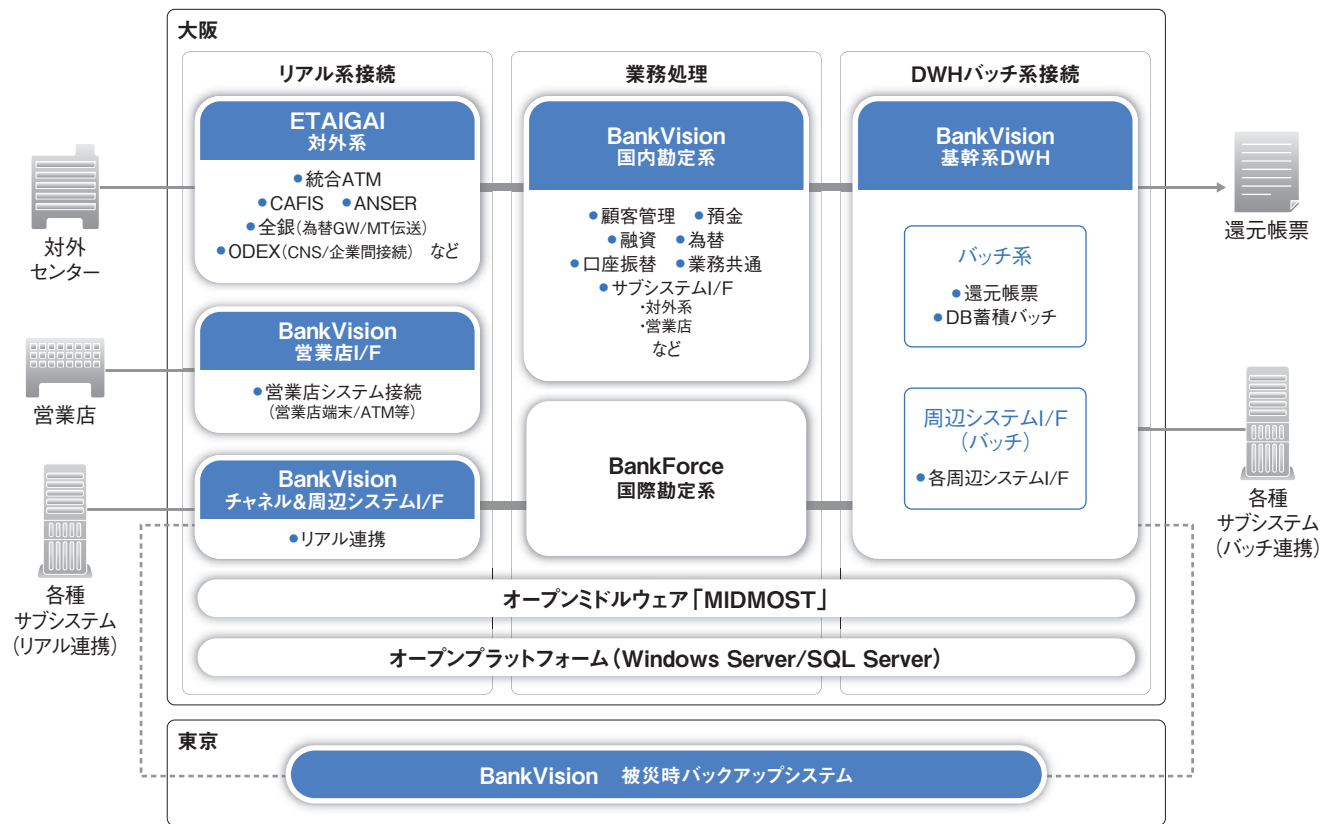 大阪
リアル系接続
ETAIGAI
対外系
●統合ATM
●CAFIS ●ANSER
●全銀(為替GW/MT伝送)
●ODEX(CNS/企業間接続) など
BankVision
営業店I/F
●営業店システム接続
(営業店端末/ATM等)
BankVision
チャネル&周辺システムI/F
●リアル連携
業務処理
BankVision
国内勘定系
●顧客管理 ●預金
●融資 ●為替
●口座振替 ●業務共通
●サブシステムI/F
・対外系
・営業店
など
BankForce
国際勘定系
DWHバッチ系接続
BankVision
基幹系DWH
バッチ系
●還元帳票
●DB蓄積バッチ
周辺システムI/F
(バッチ)
●各周辺システムI/F
オープンミドルウェア「MIDMOST」
オープンプラットフォーム(Windows Server/SQL Server)
対外
センター
営業店
各種
サブシステム
(リアル連携)
還元帳票
各種
サブシステム
(バッチ連携)
東京
BankVision 被災時バックアップシステム